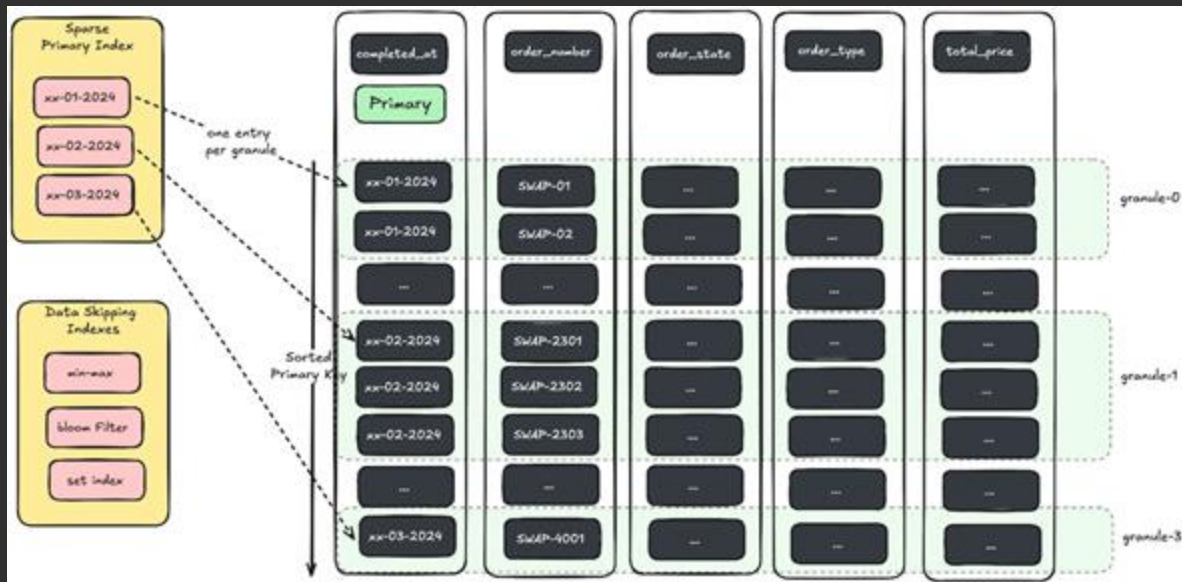 Sparse
Primary Index
xx-01-2024
xx-02-2024
xx-03-2024
Data Skipping
Indexes
min-max
bloom Filter
set index
one entry
per granule
Sorted
Primary Key
completed_at order_number order_state order_type total_price
Primary
xx-01-2024 SWAP-01 ... ... ...
xx-01-2024 SWAP-02 ... ... ...
... ... ... ... ...
xx-02-2024 SWAP-2301 ... ... ...
xx-02-2024 SWAP-2302 ... ... ...
xx-02-2024 SWAP-2303 ... ... ...
... ... ... ... ...
xx-03-2024 SWAP-4001 ... ... ...
granule-0
granule-1
granule-3